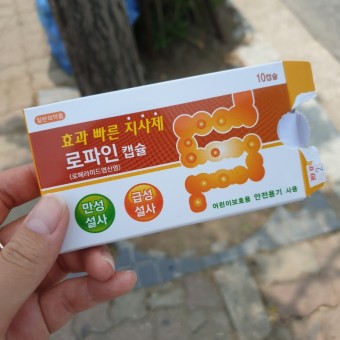 일반의약품
10캡슐
효과 빠른 지사제
로파인 캡슐
(로페라미드염산염)
만성
설사
급성
설사
어린이보호용 안전용기 사용